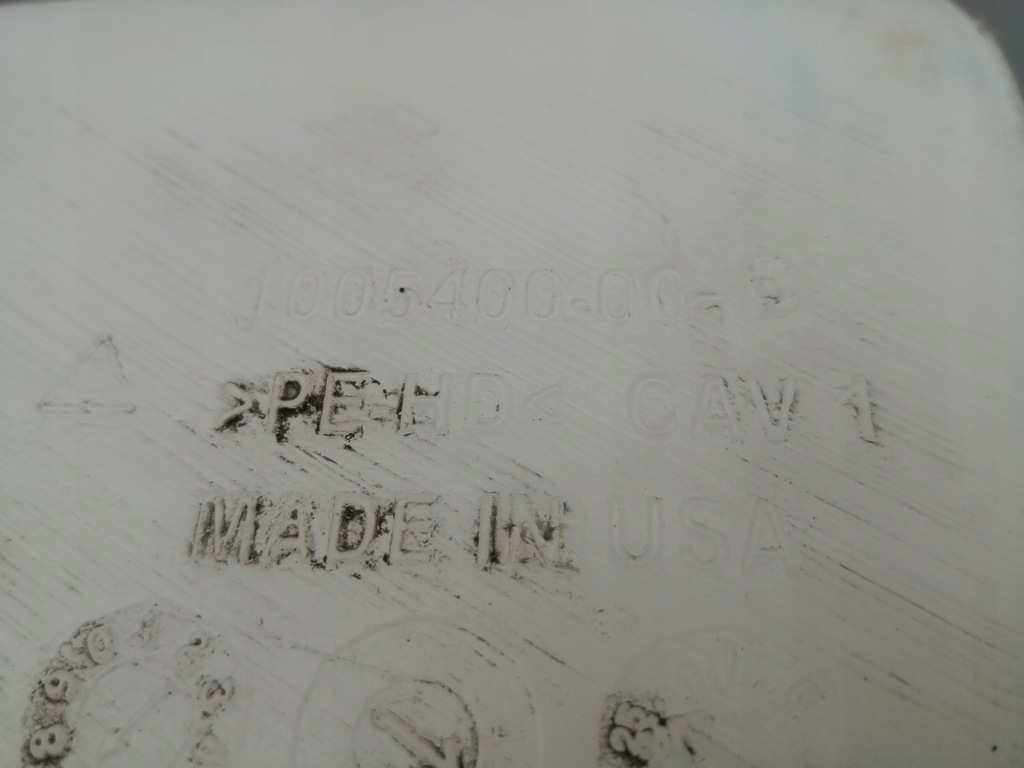 1005400-00-C
>PE-HD< CAV 1
MADE IN USA